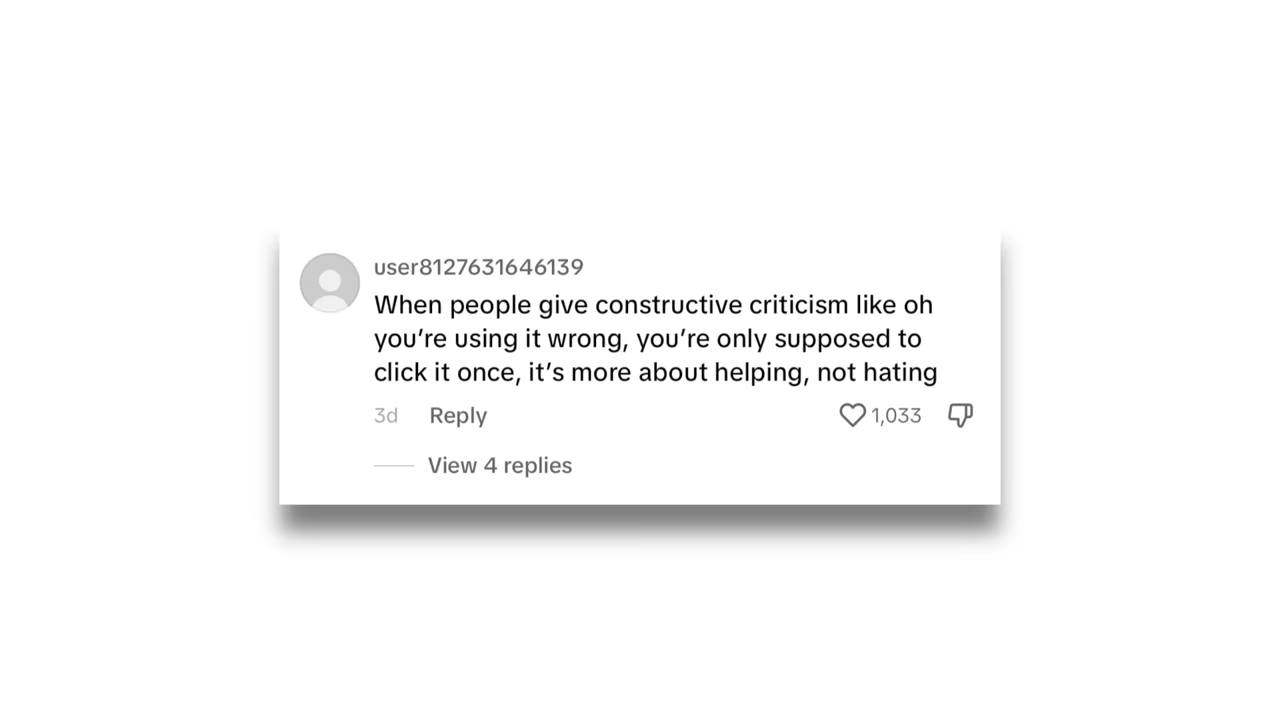 user8127631646139
When people give constructive criticism like oh
you’re using it wrong, you’re only supposed to
click it once, it’s more about helping, not hating
3d Reply 1,033
View 4 replies